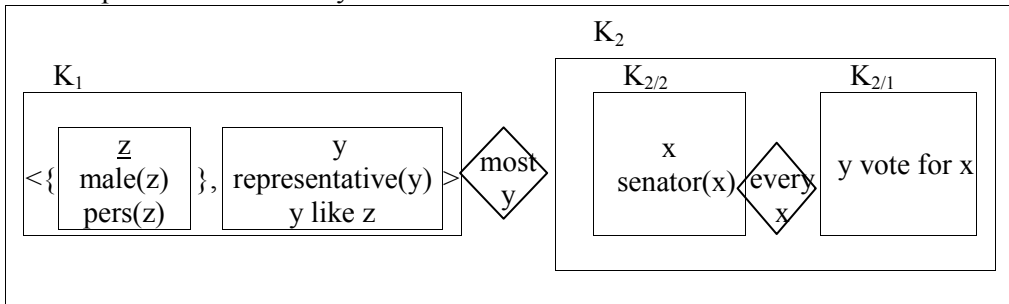 K2
K1
K2/2
K2/1
z
male(z)
pers(z)
<{
},
y
representative(y)
y like z
>
most
y
x
senator(x)
every
x
y vote for x